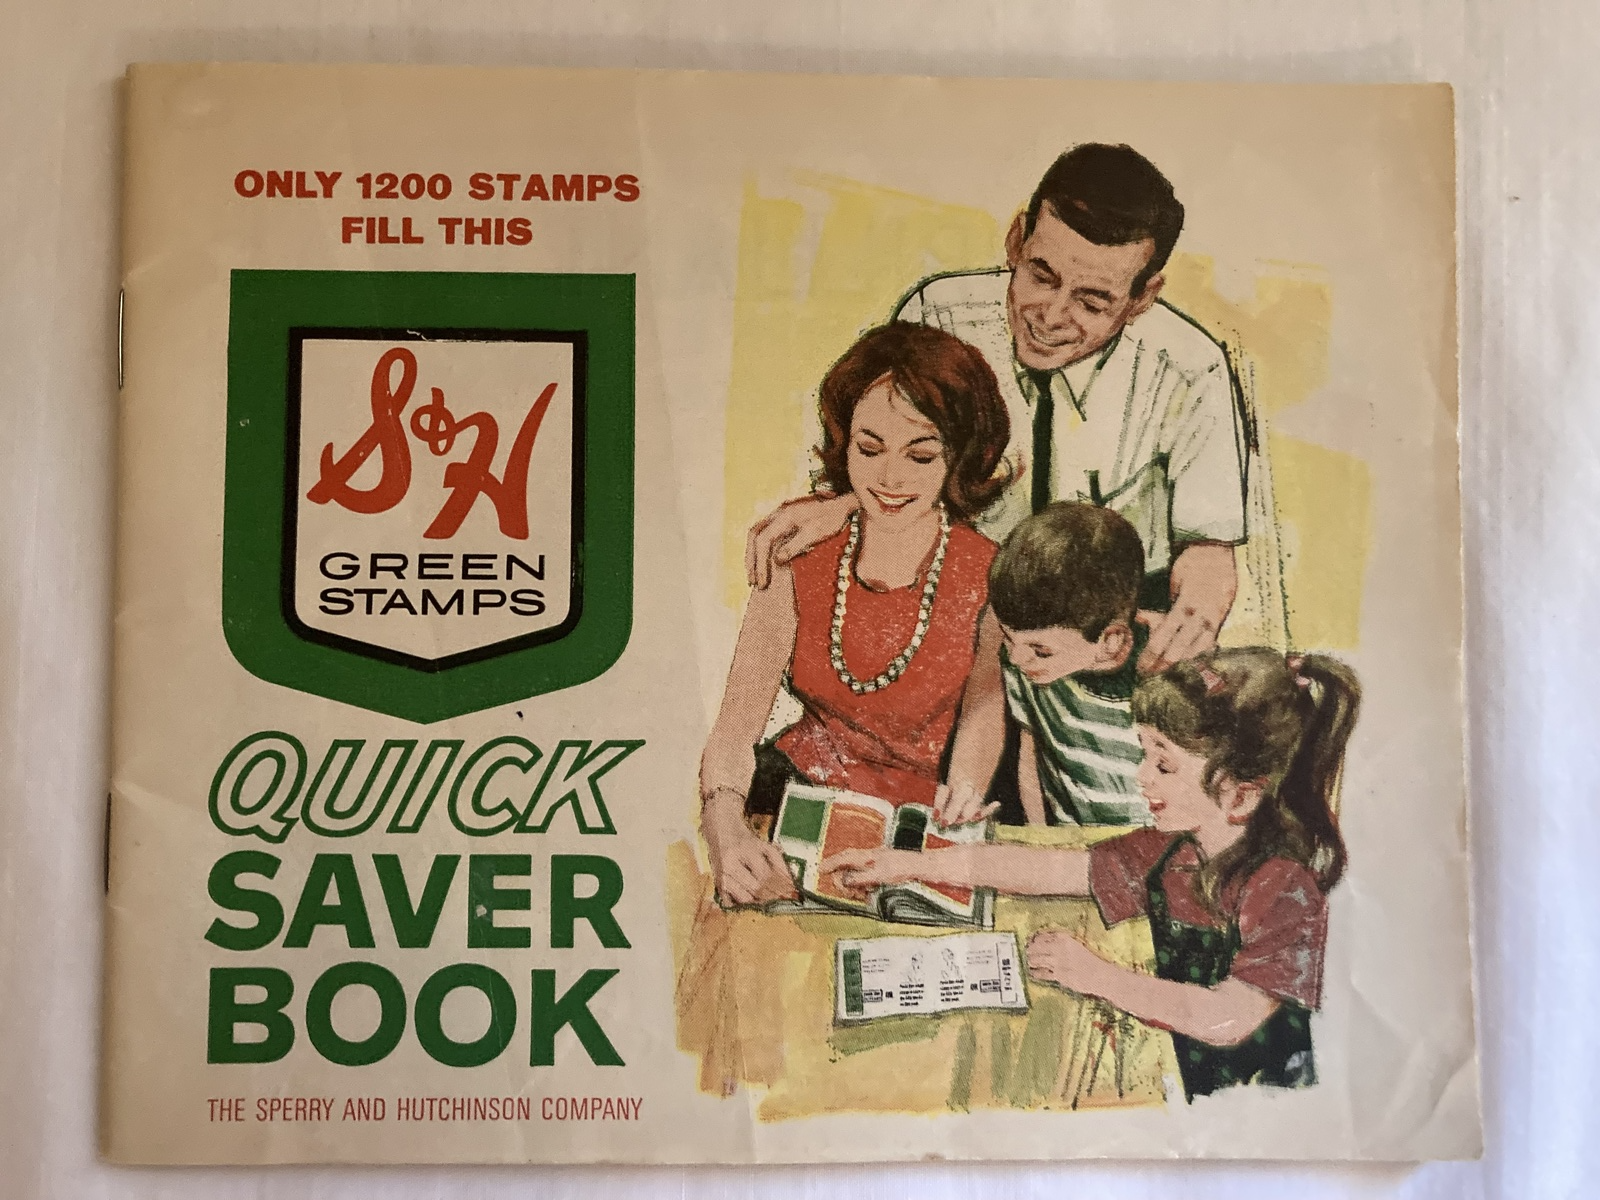 ONLY 1200 STAMPS
FILL THIS
S&H
GREEN
STAMPS
QUICK
SAVER
BOOK
THE SPERRY AND HUTCHINSON COMPANY